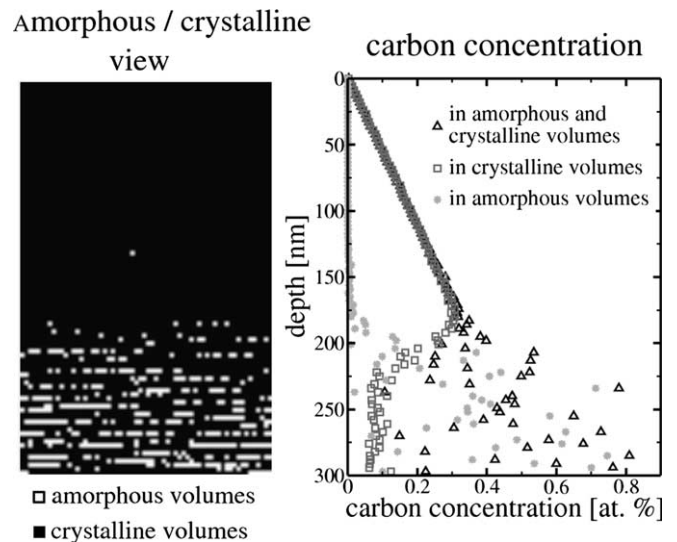 Amorphous / crystalline
view
amorphous volumes
crystalline volumes
carbon concentration
in amorphous and
crystalline volumes
in crystalline volumes
in amorphous volumes
depth [nm]
0
50
100
150
200
250
300
0 0.2 0.4 0.6 0.8
carbon concentration [at. %]